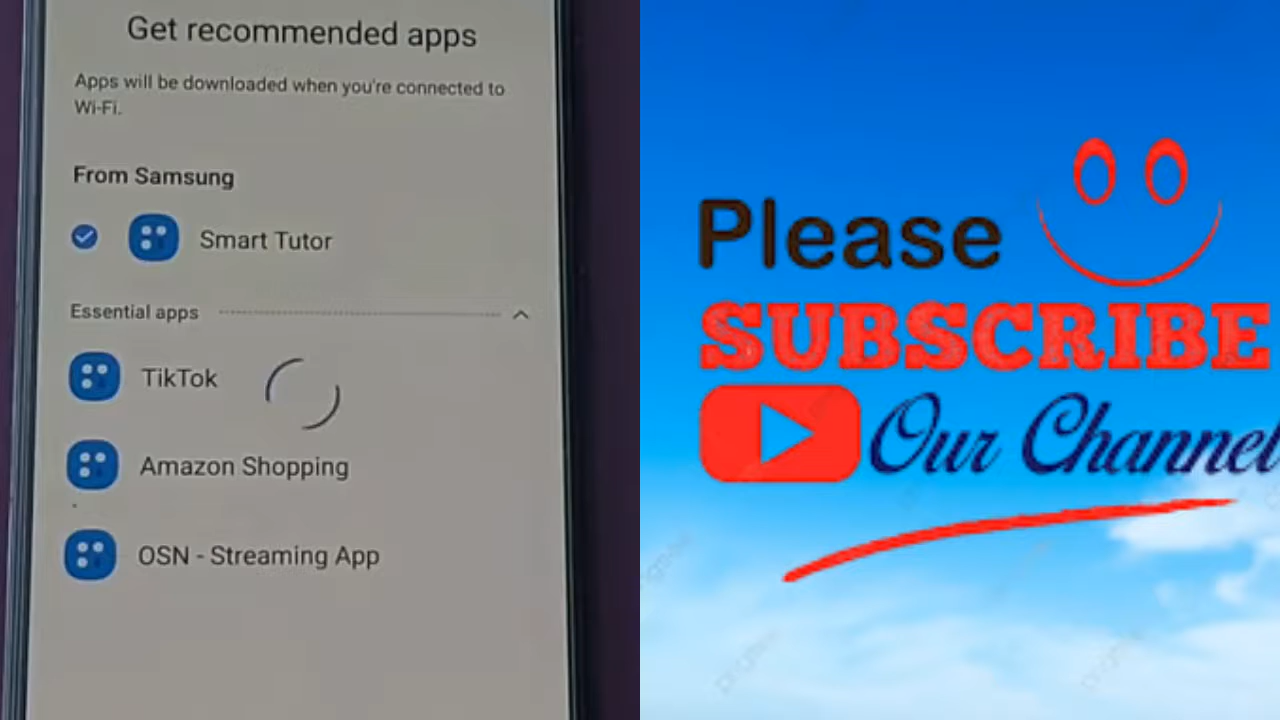 Get recommended apps
Apps will be downloaded when you're connected to
Wi-Fi.
From Samsung
Smart Tutor
Essential apps
TikTok
Amazon Shopping
OSN - Streaming App
Please
SUBSCRIBE
Our Channel